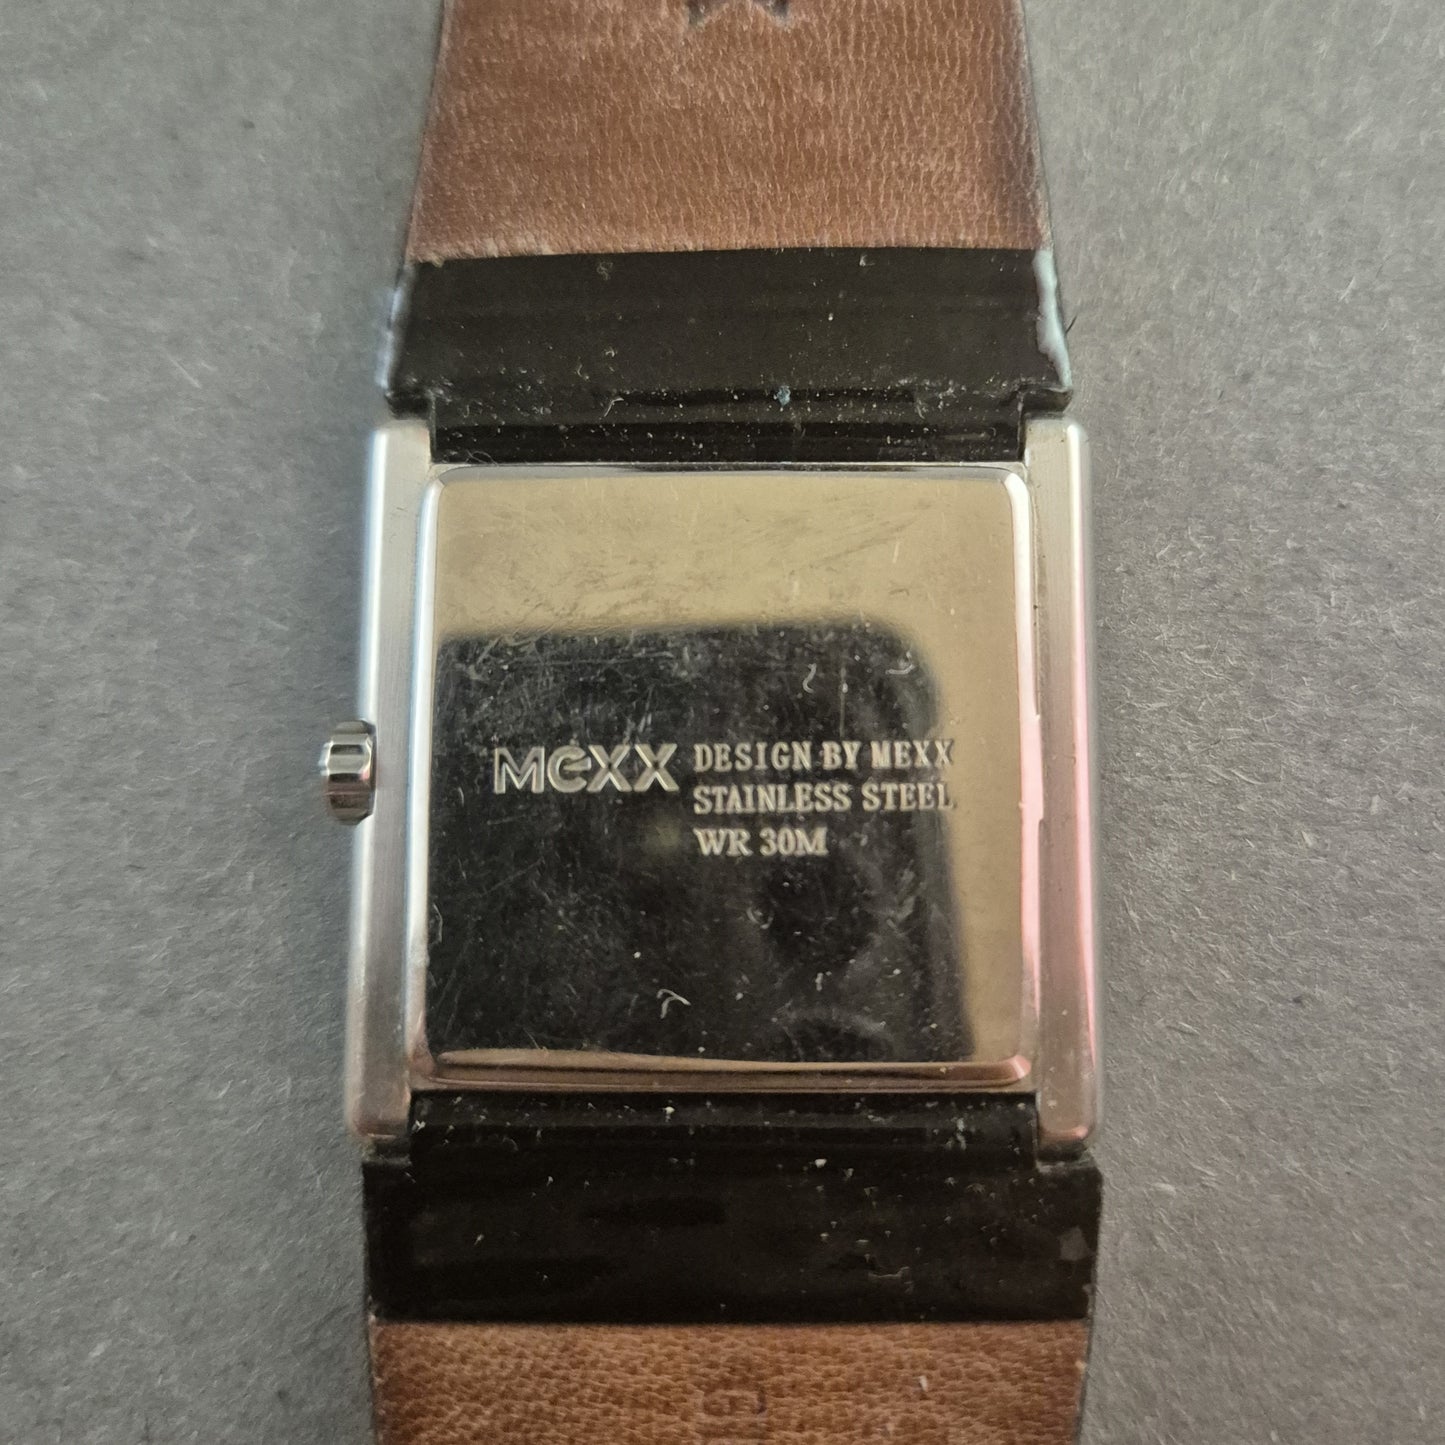 MEXX
DESIGN BY MEXX
STAINLESS STEEL
WR 30M